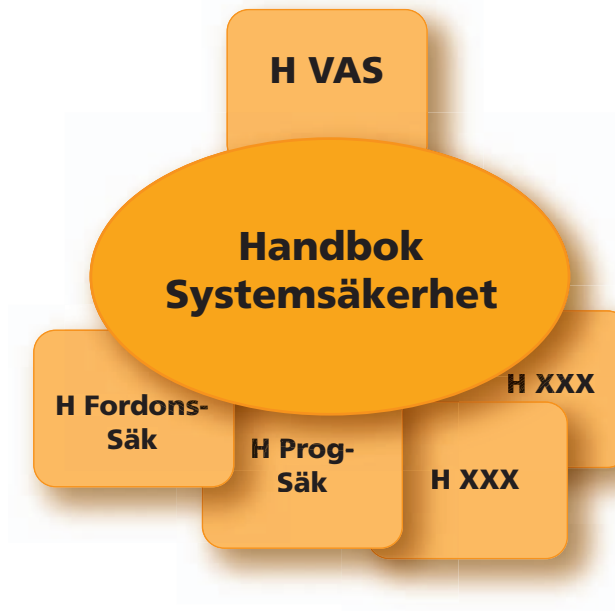 H VAS
Handbok
Systemsäkerhet
H XXX
H Fordons-
Säk
H Prog-
Säk
H XXX